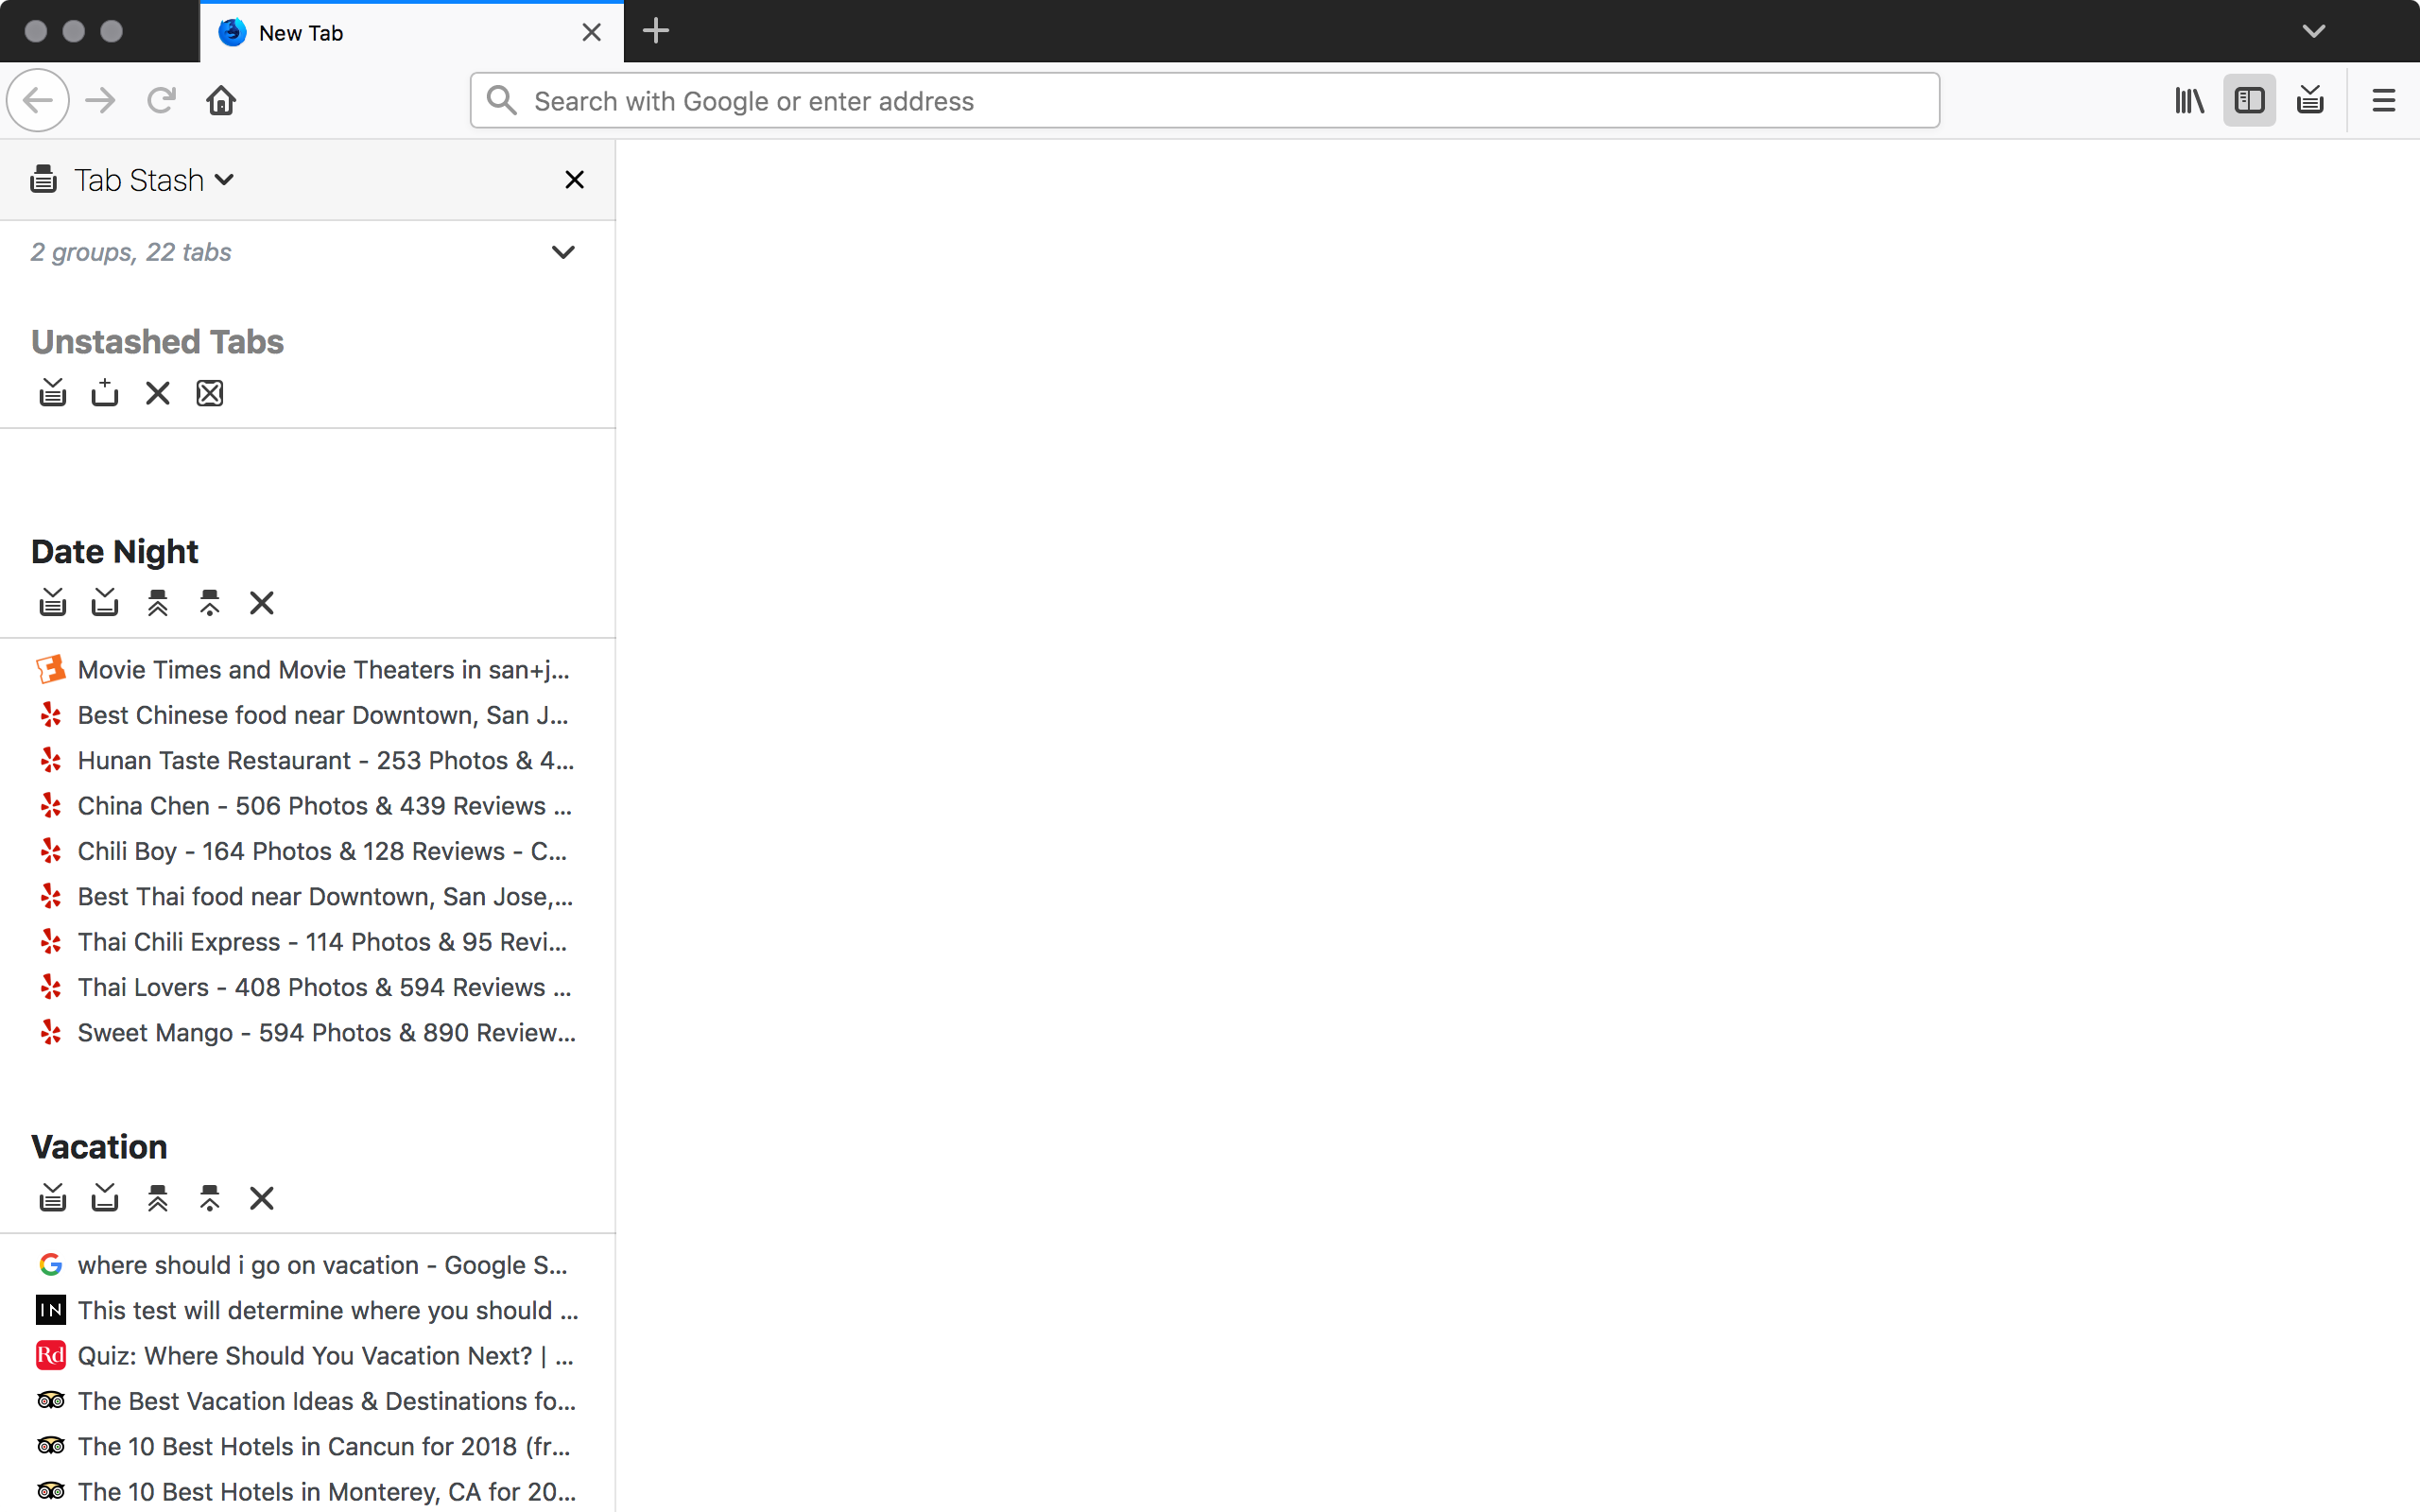 New Tab
Search with Google or enter address
Tab Stash
2 groups, 22 tabs
Unstashed Tabs
Date Night
Movie Times and Movie Theaters in san+j...
Best Chinese food near Downtown, San J...
Hunan Taste Restaurant - 253 Photos & 4...
China Chen - 506 Photos & 439 Reviews ...
Chili Boy - 164 Photos & 128 Reviews - C...
Best Thai food near Downtown, San Jose,...
Thai Chili Express - 114 Photos & 95 Revi...
Thai Lovers - 408 Photos & 594 Reviews ...
Sweet Mango - 594 Photos & 890 Review...
Vacation
where should i go on vacation - Google S...
IN This test will determine where you should ...
Rd Quiz: Where Should You Vacation Next? | ...
The Best Vacation Ideas & Destinations fo...
The 10 Best Hotels in Cancun for 2018 (fr...
The 10 Best Hotels in Monterey, CA for 20...